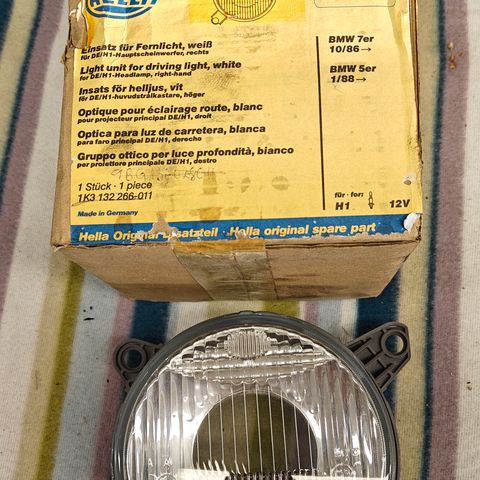 HELLA
Einsatz für Fernlicht, weiß
für DE/H1-Hauptscheinwerfer, rechts
Light unit for driving light, white
for DE/H1-Headlamp, right-hand
Insats för helljus, vit
för DE/H1-huvudstrålkastare, höger
Optique pour éclairage route, blanc
pour projecteur principal DE/H1, droit
Optica para luz de carretera, blanca
para faro principal DE/H1, derecho
Gruppo ottico per luce profondità, bianco
per proiettore principale DE/H1, destro
1 Stück · 1 piece
1K3 132 266-011
Made in Germany
BMW 7er
10/86→
BMW 5er
1/88→
für · for:
H1 12V
Hella Original Ersatzteil · Hella original spare part